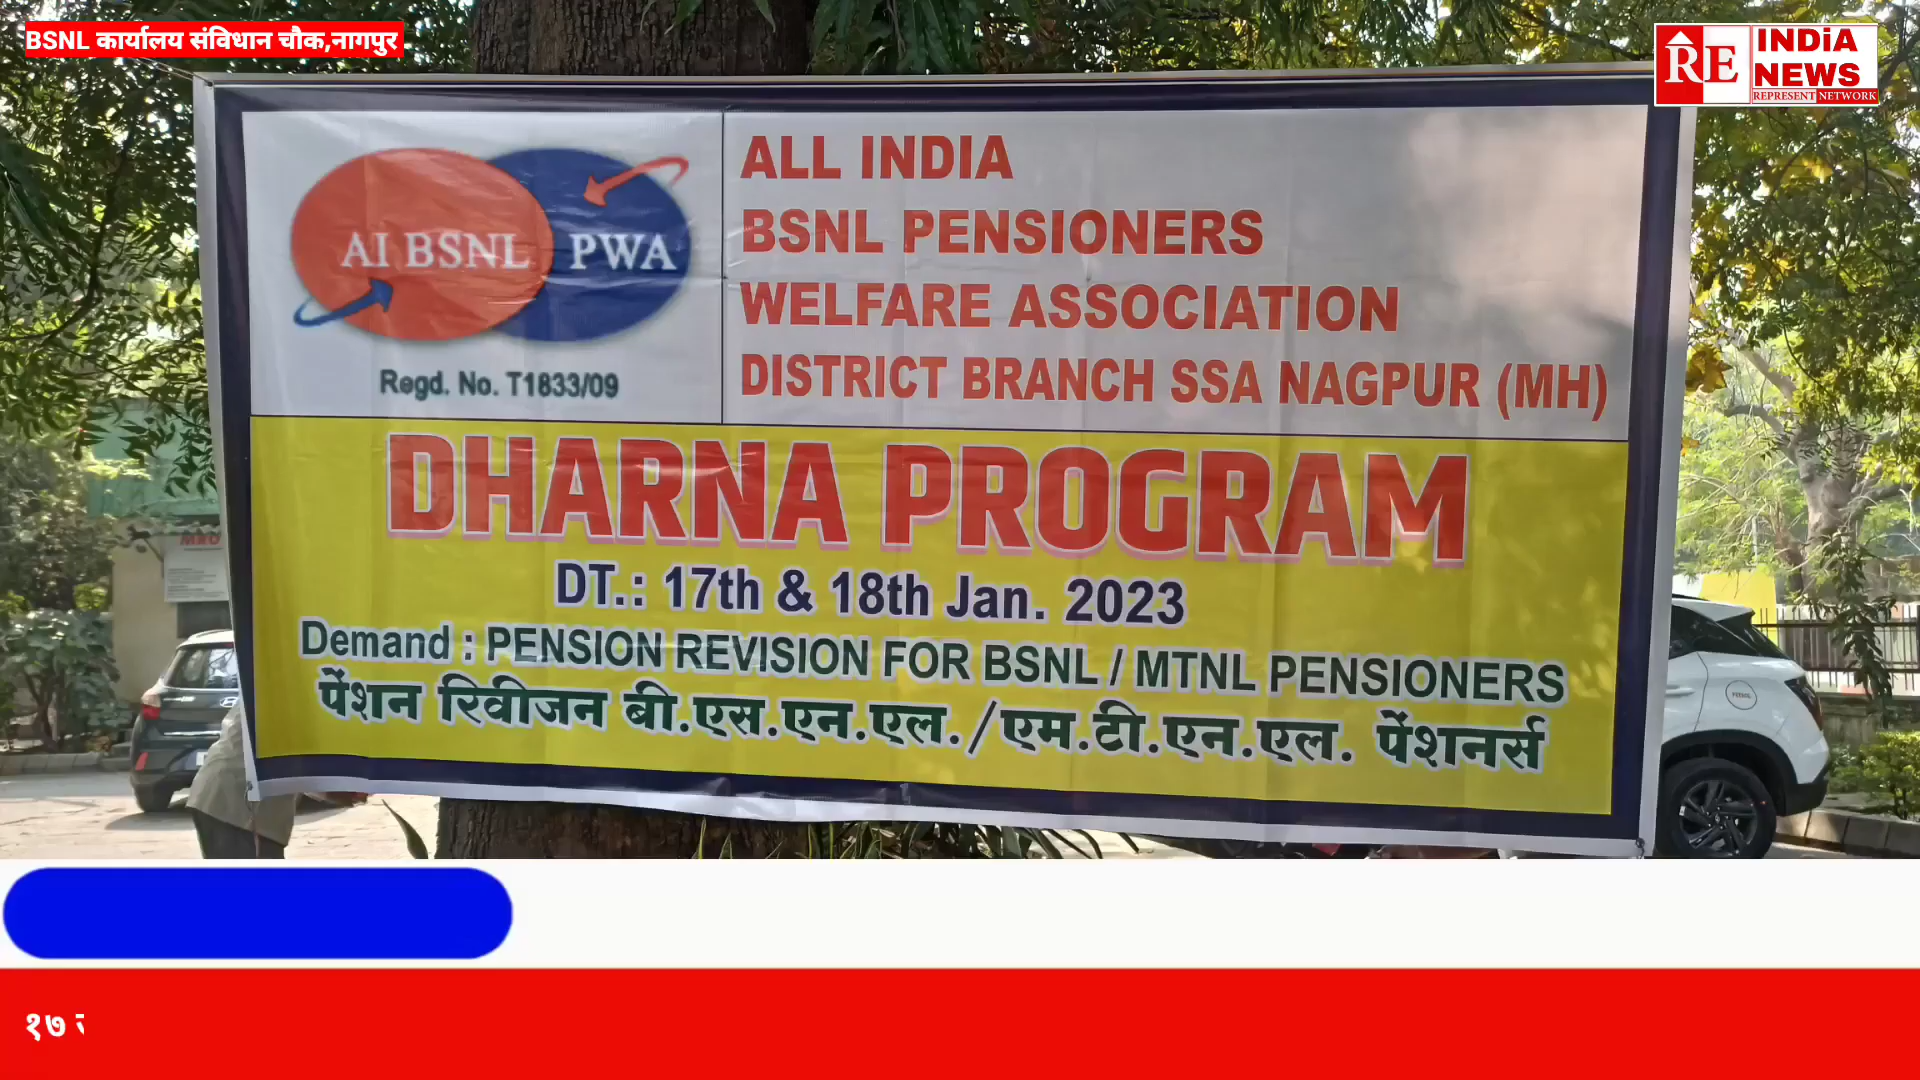 BSNL कार्यालय संविधान चौक,नागपुर
RE INDiA NEWS
REPRESENT NETWORK
AI BSNL PWA
Regd. No. T1833/09
ALL INDIA
BSNL PENSIONERS
WELFARE ASSOCIATION
DISTRICT BRANCH SSA NAGPUR (MH)
DHARNA PROGRAM
DT.: 17th & 18th Jan. 2023
Demand : PENSION REVISION FOR BSNL / MTNL PENSIONERS
पेंशन रिवीजन बी.एस.एन.एल./एम.टी.एन.एल. पेंशनर्स
१७